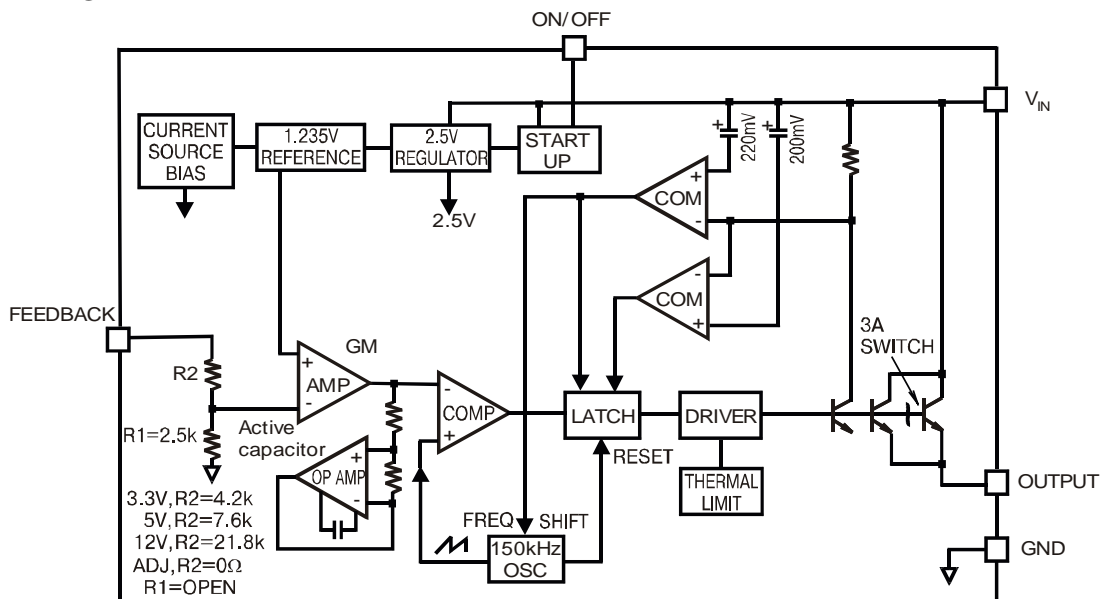 ON/OFF
V_IN
CURRENT
SOURCE
BIAS
1.235V
REFERENCE
2.5V
REGULATOR
START
UP
+
220mV
+
200mV
2.5V
+
COM
-
-
COM
+
FEEDBACK
3A
SWITCH
R2
GM
+
AMP
-
-
COMP
+
LATCH
DRIVER
R1=2.5k
Active
capacitor
RESET
+
OP AMP
-
THERMAL
LIMIT
OUTPUT
3.3V,R2=4.2k
5V,R2=7.6k
12V,R2=21.8k
ADJ,R2=0Ω
R1=OPEN
FREQ SHIFT
150kHz
OSC
GND